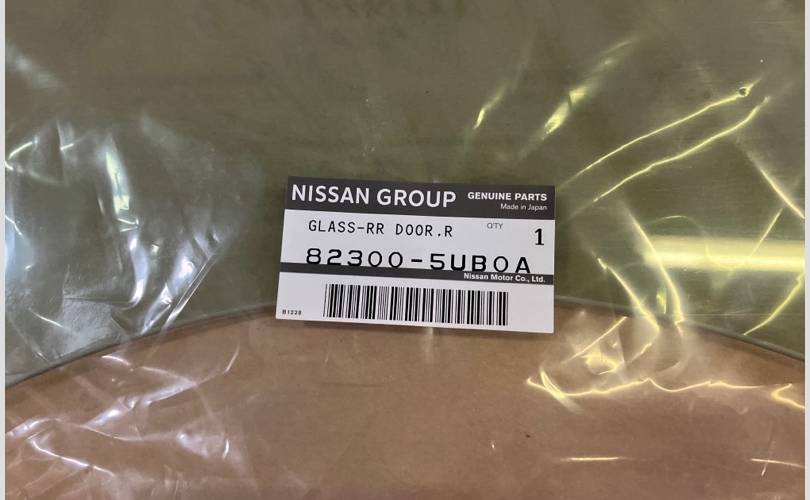 NISSAN GROUP GENUINE PARTS
Made in Japan
GLASS-RR DOOR.R Q'TY 1
82300-5UB0A
Nissan Motor Co., Ltd.
B1228